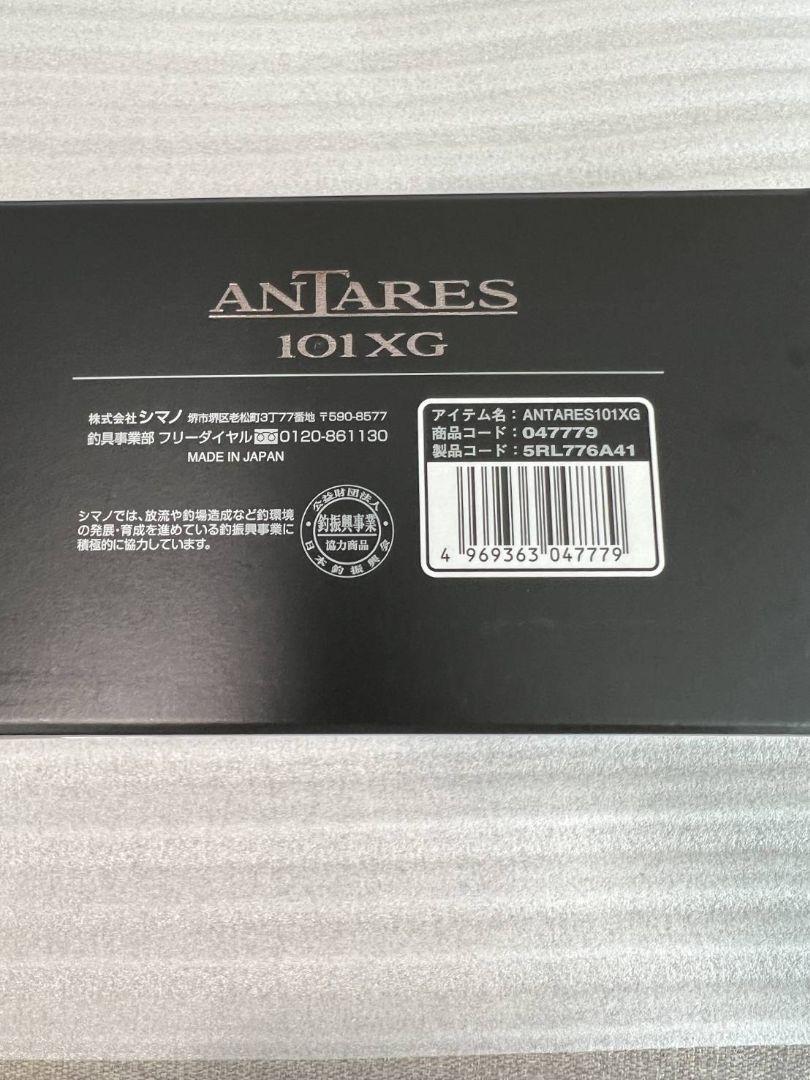 ANTARES
101XG
株式会社シマノ 堺市堺区老松町3丁77番地 〒590-8577
釣具事業部 フリーダイヤル 0120-861130
MADE IN JAPAN
シマノでは、放流や釣場造成など釣環境
の発展・育成を進めている釣振興事業に
積極的に協力しています。
公益財団法人
釣振興事業
協力商品
日本釣振興会
アイテム名：ANTARES101XG
商品コード：047779
製品コード：5RL776A41
4 969363 047779